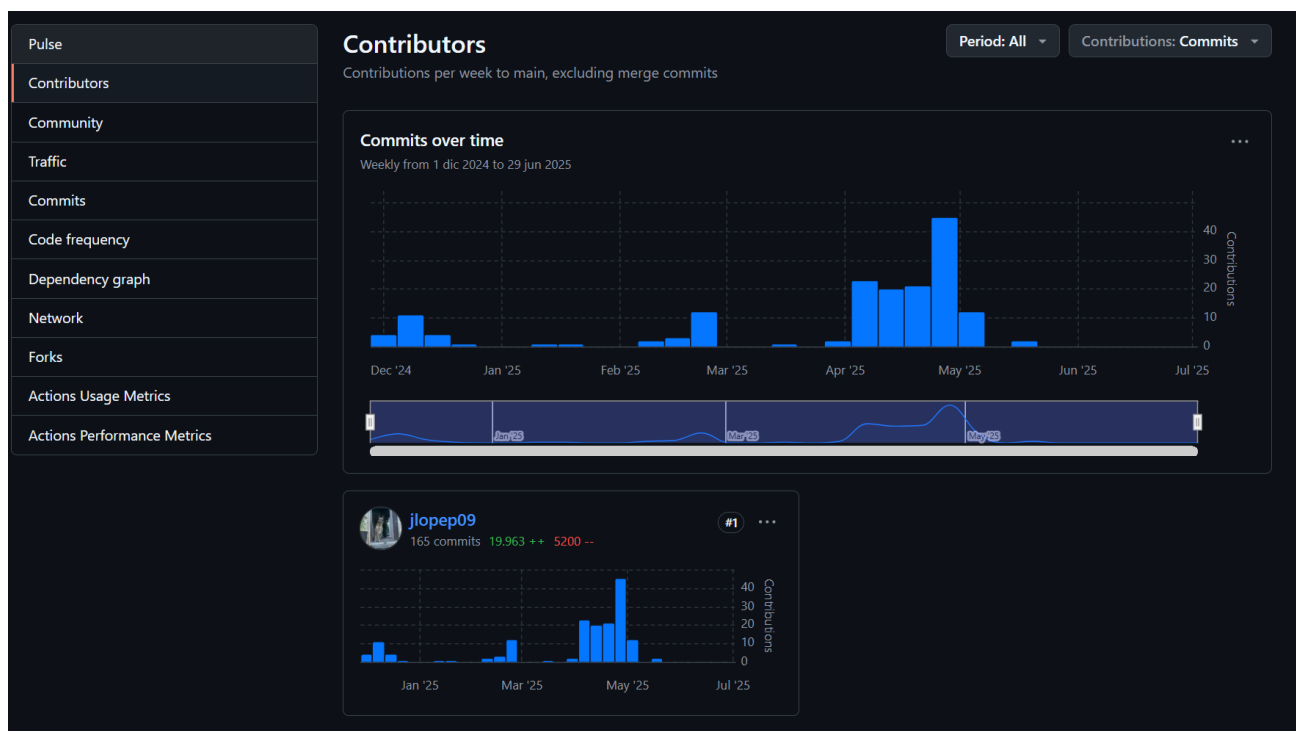 Pulse
Contributors
Community
Traffic
Commits
Code frequency
Dependency graph
Network
Forks
Actions Usage Metrics
Actions Performance Metrics
Contributors
Contributions per week to main, excluding merge commits
Period: All
Contributions: Commits
Commits over time
Weekly from 1 dic 2024 to 29 jun 2025
40
30
20
10
0
Contributions
Dec '24 Jan '25 Feb '25 Mar '25 Apr '25 May '25 Jun '25 Jul '25
Jan '25 Mar '25 May '25
jlopep09
#1
165 commits 19.963 ++ 5200 --
40
30
20
10
0
Contributions
Jan '25 Mar '25 May '25 Jul '25